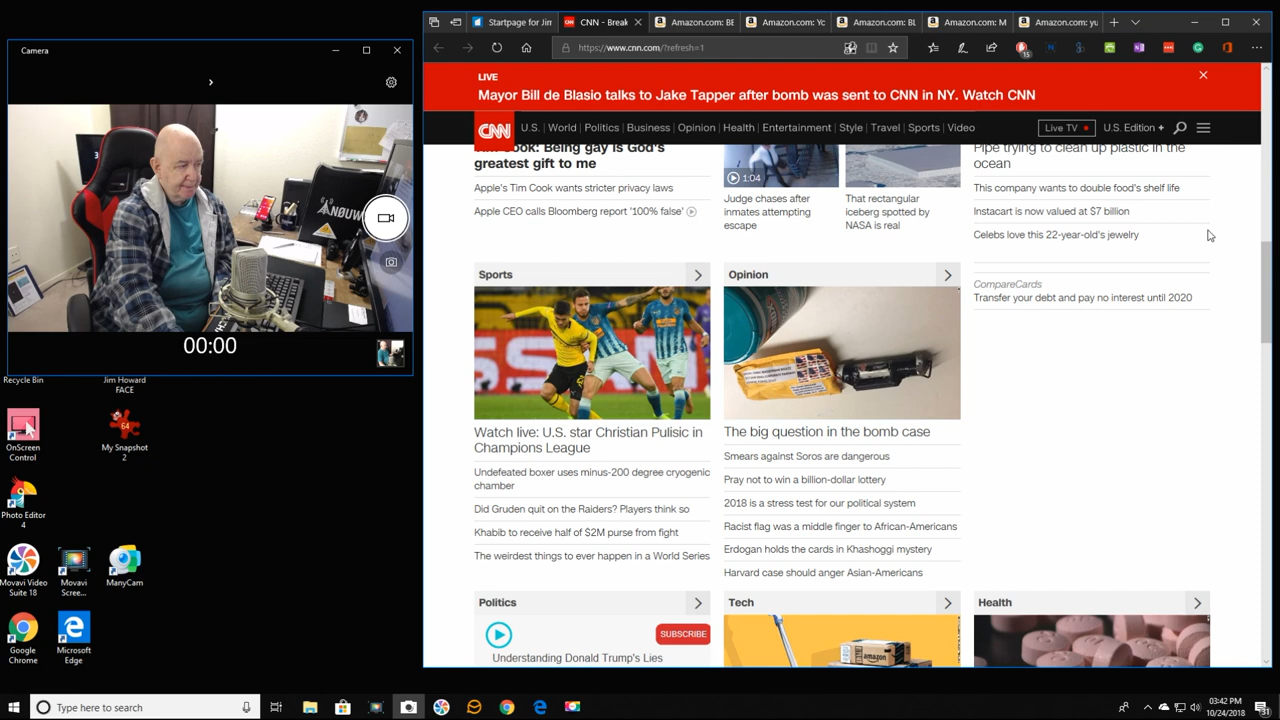 Camera
00:00
Startpage for Jim
CNN - Break
Amazon.com: BE
Amazon.com: Yo
Amazon.com: BL
Amazon.com: M
Amazon.com: yu
https://www.cnn.com/?refresh=1
15
LIVE
Mayor Bill de Blasio talks to Jake Tapper after bomb was sent to CNN in NY. Watch CNN
CNN
U.S. World Politics Business Opinion Health Entertainment Style Travel Sports Video
Live TV
U.S. Edition +
Tim Cook: Being gay is God's
greatest gift to me
Apple's Tim Cook wants stricter privacy laws
Apple CEO calls Bloomberg report '100% false'
1:04
Judge chases after
inmates attempting
escape
That rectangular
iceberg spotted by
NASA is real
Pipe trying to clean up plastic in the
ocean
This company wants to double food's shelf life
Instacart is now valued at $7 billion
Celebs love this 22-year-old's jewelry
CompareCards
Transfer your debt and pay no interest until 2020
Sports
Watch live: U.S. star Christian Pulisic in
Champions League
Undefeated boxer uses minus-200 degree cryogenic
chamber
Did Gruden quit on the Raiders? Players think so
Khabib to receive half of $2M purse from fight
The weirdest things to ever happen in a World Series
Opinion
The big question in the bomb case
Smears against Soros are dangerous
Pray not to win a billion-dollar lottery
2018 is a stress test for our political system
Racist flag was a middle finger to African-Americans
Erdogan holds the cards in Khashoggi mystery
Harvard case should anger Asian-Americans
Politics
SUBSCRIBE
Understanding Donald Trump's Lies
Tech
amazon
Health
Recycle Bin
Jim Howard
FACE
OnScreen
Control
64
My Snapshot
2
Photo Editor
4
Movavi Video
Suite 18
Movavi
Scree...
ManyCam
Google
Chrome
Microsoft
Edge
Type here to search
03:42 PM
10/24/2018
31